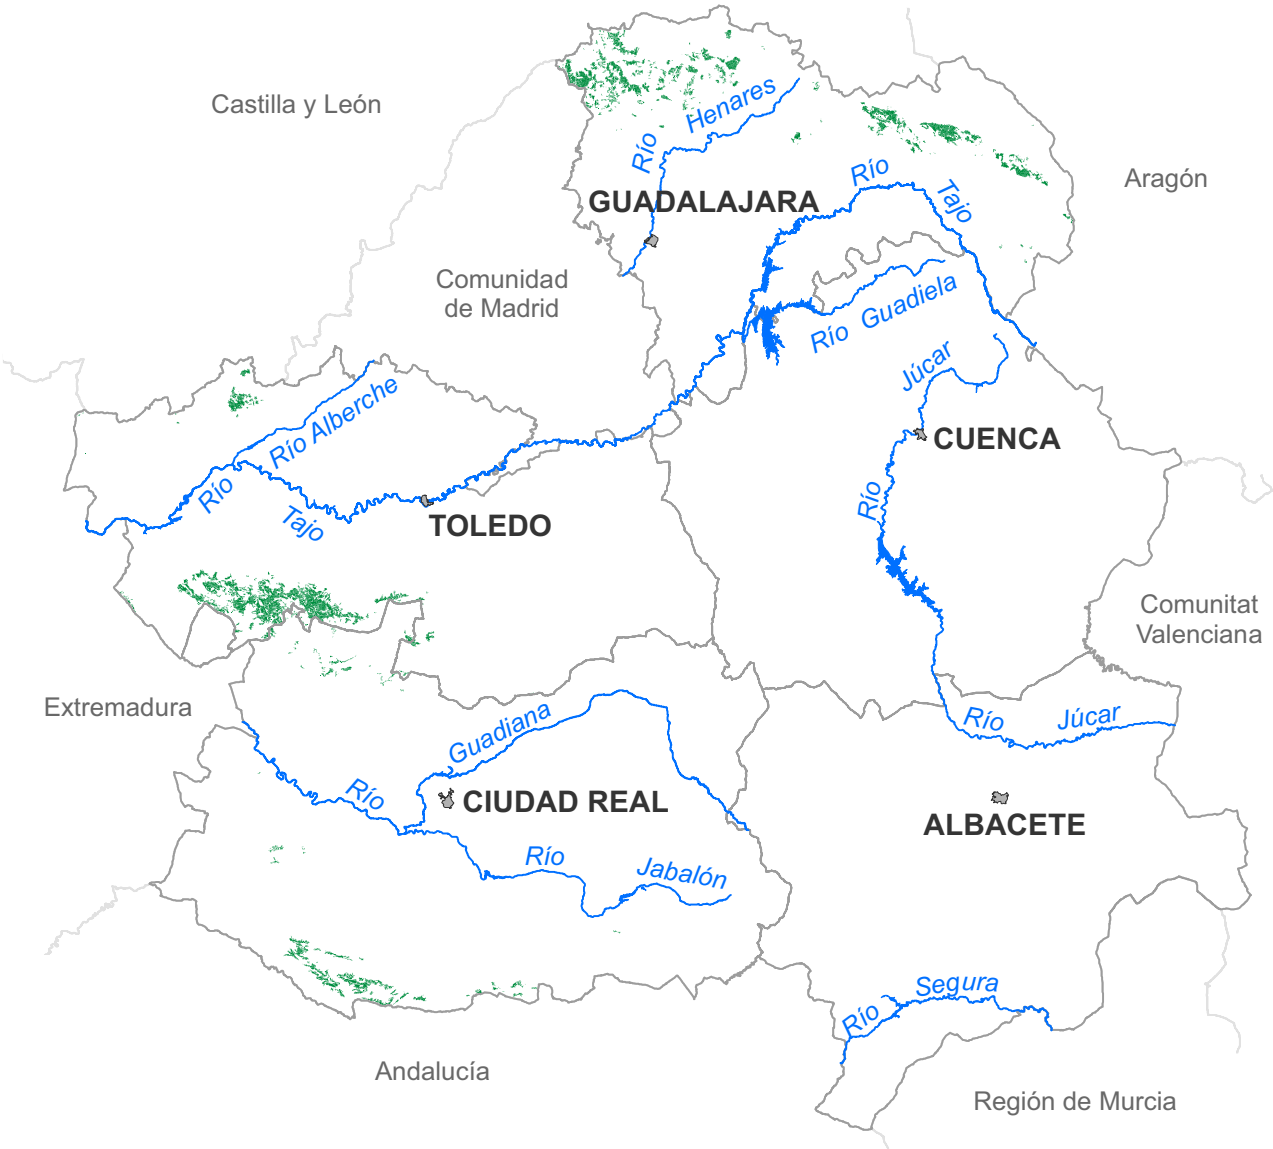 Castilla y León
Río
Henares
GUADALAJARA
Río
Tajo
Aragón
Comunidad
de Madrid
Río Guadiela
Júcar
Río Alberche
CUENCA
Río
Tajo
TOLEDO
Río
Comunitat
Valenciana
Extremadura
Guadiana
Río
Júcar
Río
CIUDAD REAL
ALBACETE
Río
Jabalón
Segura
Río
Andalucía
Región de Murcia